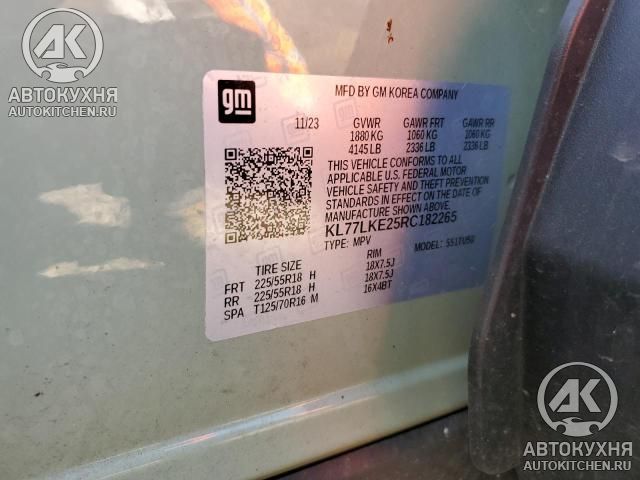 AK
АВТОКУХНЯ
AUTOKITCHEN.RU
gm
MFD BY GM KOREA COMPANY
11/23 GVWR GAWR FRT GAWR RR
1880 KG 1060 KG 1060 KG
4145 LB 2336 LB 2336 LB
THIS VEHICLE CONFORMS TO ALL
APPLICABLE U.S. FEDERAL MOTOR
VEHICLE SAFETY AND THEFT PREVENTION
STANDARDS IN EFFECT ON THE DATE OF
MANUFACTURE SHOWN ABOVE.
KL77LKE25RC182265
TYPE: MPV MODEL:
TIRE SIZE RIM
FRT 225/55R18 H 18X7.5J
RR 225/55R18 H 18X7.5J
SPA T125/70R16 M 16X4BT
AK
АВТОКУХНЯ
AUTOKITCHEN.RU